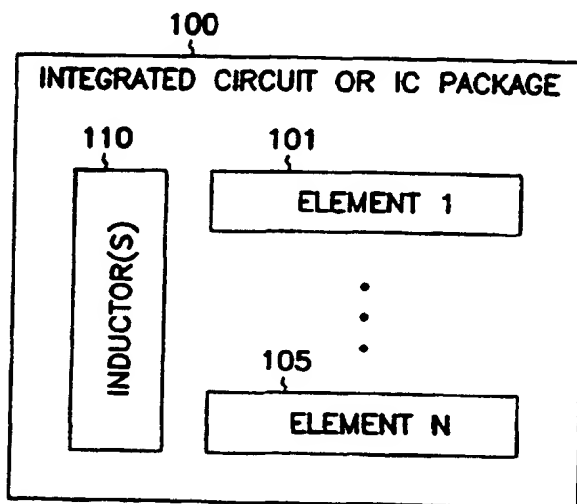 100
INTEGRATED CIRCUIT OR IC PACKAGE
110
101
INDUCTOR(S)
ELEMENT 1
105
ELEMENT N